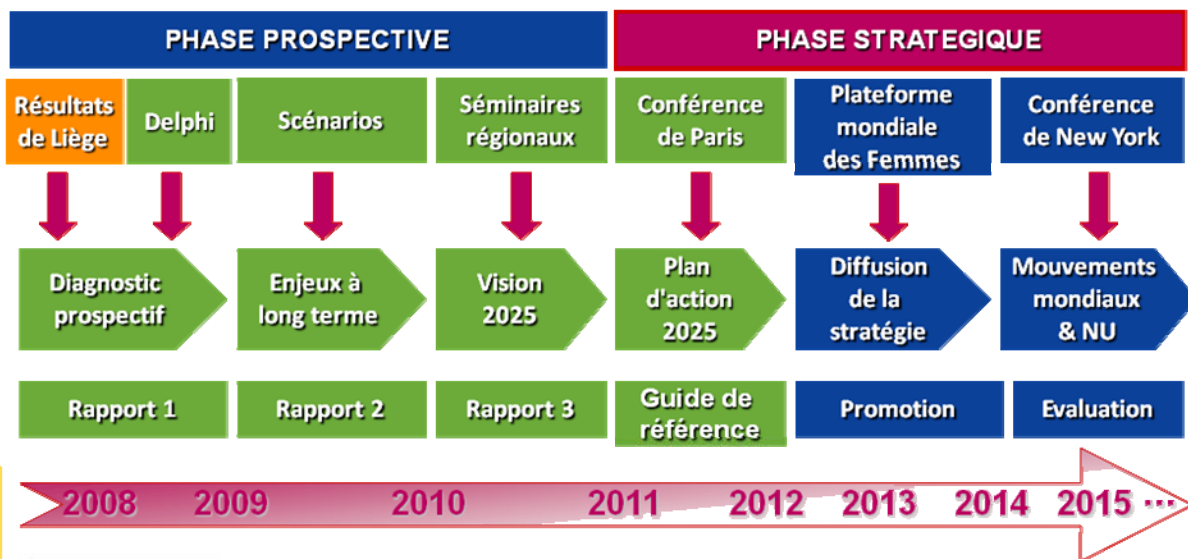 PHASE PROSPECTIVE
PHASE STRATEGIQUE
Résultats
de Liège
Delphi
Scénarios
Séminaires
régionaux
Conférence
de Paris
Plateforme
mondiale
des Femmes
Conférence
de New York
Diagnostic
prospectif
Enjeux à
long terme
Vision
2025
Plan
d'action
2025
Diffusion
de la
stratégie
Mouvements
mondiaux
& NU
Rapport 1
Rapport 2
Rapport 3
Guide de
référence
Promotion
Evaluation
2008 2009 2010 2011 2012 2013 2014 2015 ...